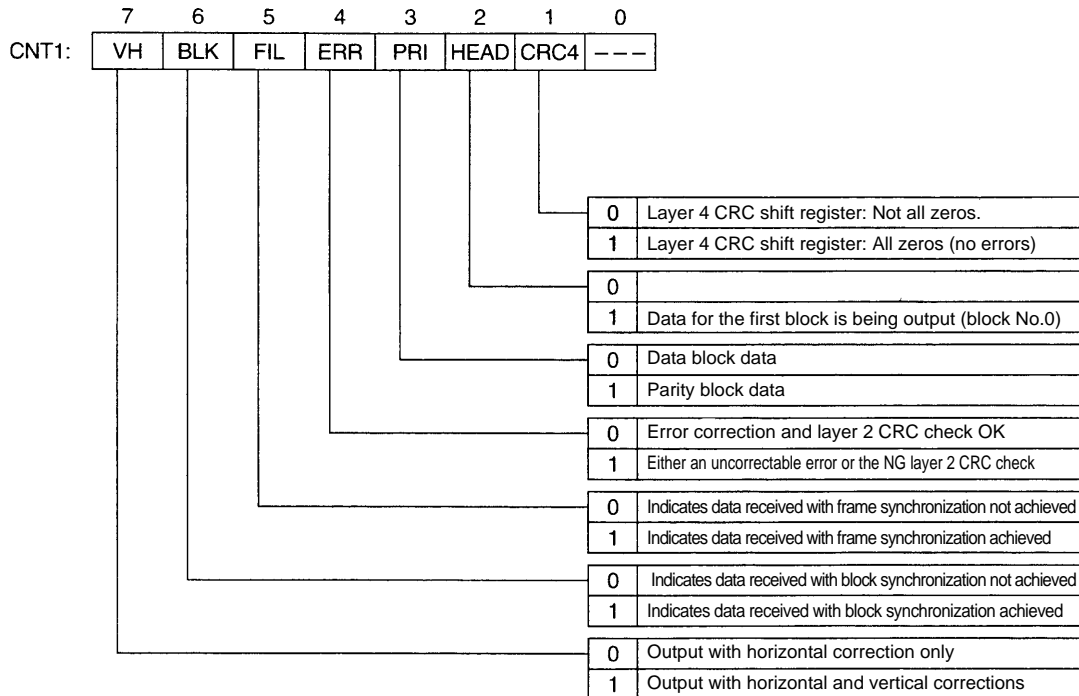 7 6 5 4 3 2 1 0
CNT1: VH BLK FIL ERR PRI HEAD CRC4 ---
0 Layer 4 CRC shift register: Not all zeros.
1 Layer 4 CRC shift register: All zeros (no errors)
0
1 Data for the first block is being output (block No.0)
0 Data block data
1 Parity block data
0 Error correction and layer 2 CRC check OK
1 Either an uncorrectable error or the NG layer 2 CRC check
0 Indicates data received with frame synchronization not achieved
1 Indicates data received with frame synchronization achieved
0 Indicates data received with block synchronization not achieved
1 Indicates data received with block synchronization achieved
0 Output with horizontal correction only
1 Output with horizontal and vertical corrections